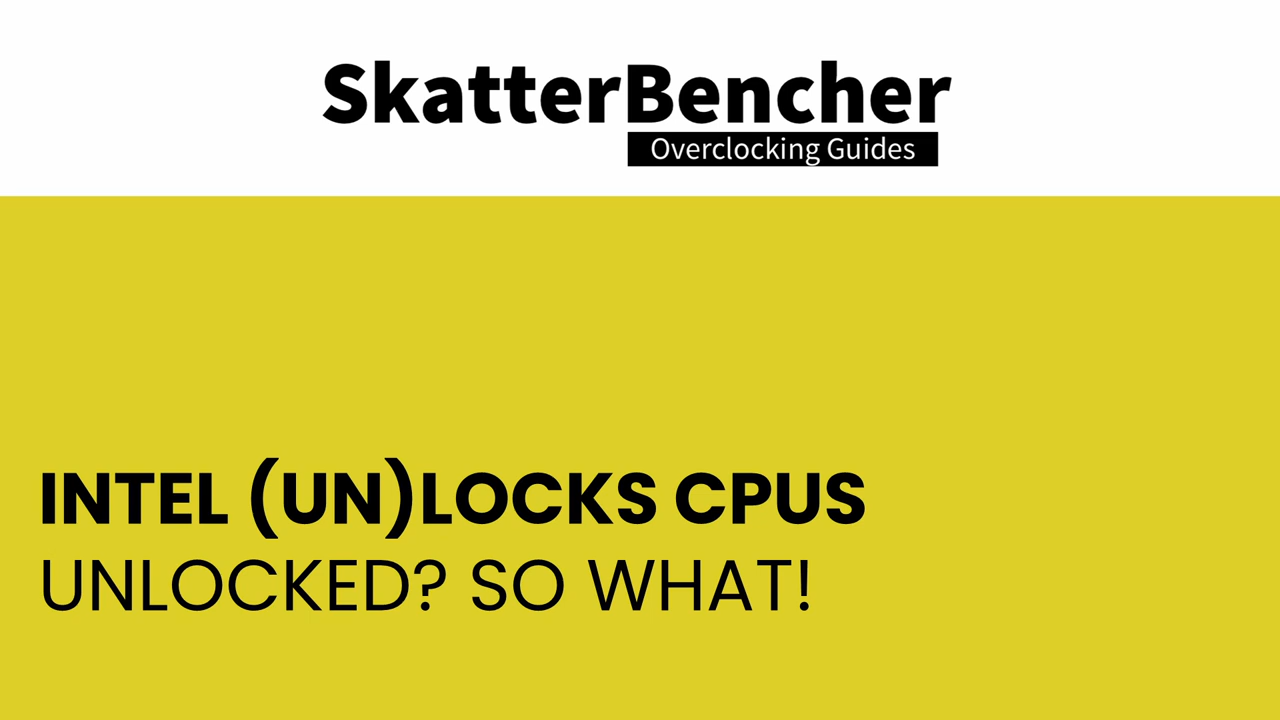 SkatterBencher
Overclocking Guides
INTEL (UN)LOCKS CPUS
UNLOCKED? SO WHAT!